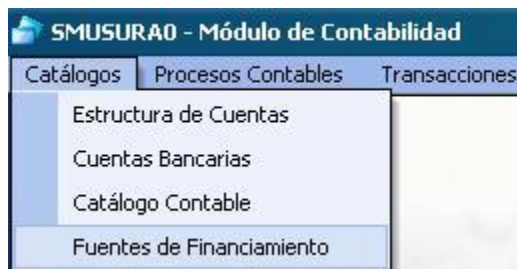 SMUSURA0 - Módulo de Contabilidad
Catálogos Procesos Contables Transacciones
Estructura de Cuentas
Cuentas Bancarias
Catálogo Contable
Fuentes de Financiamiento